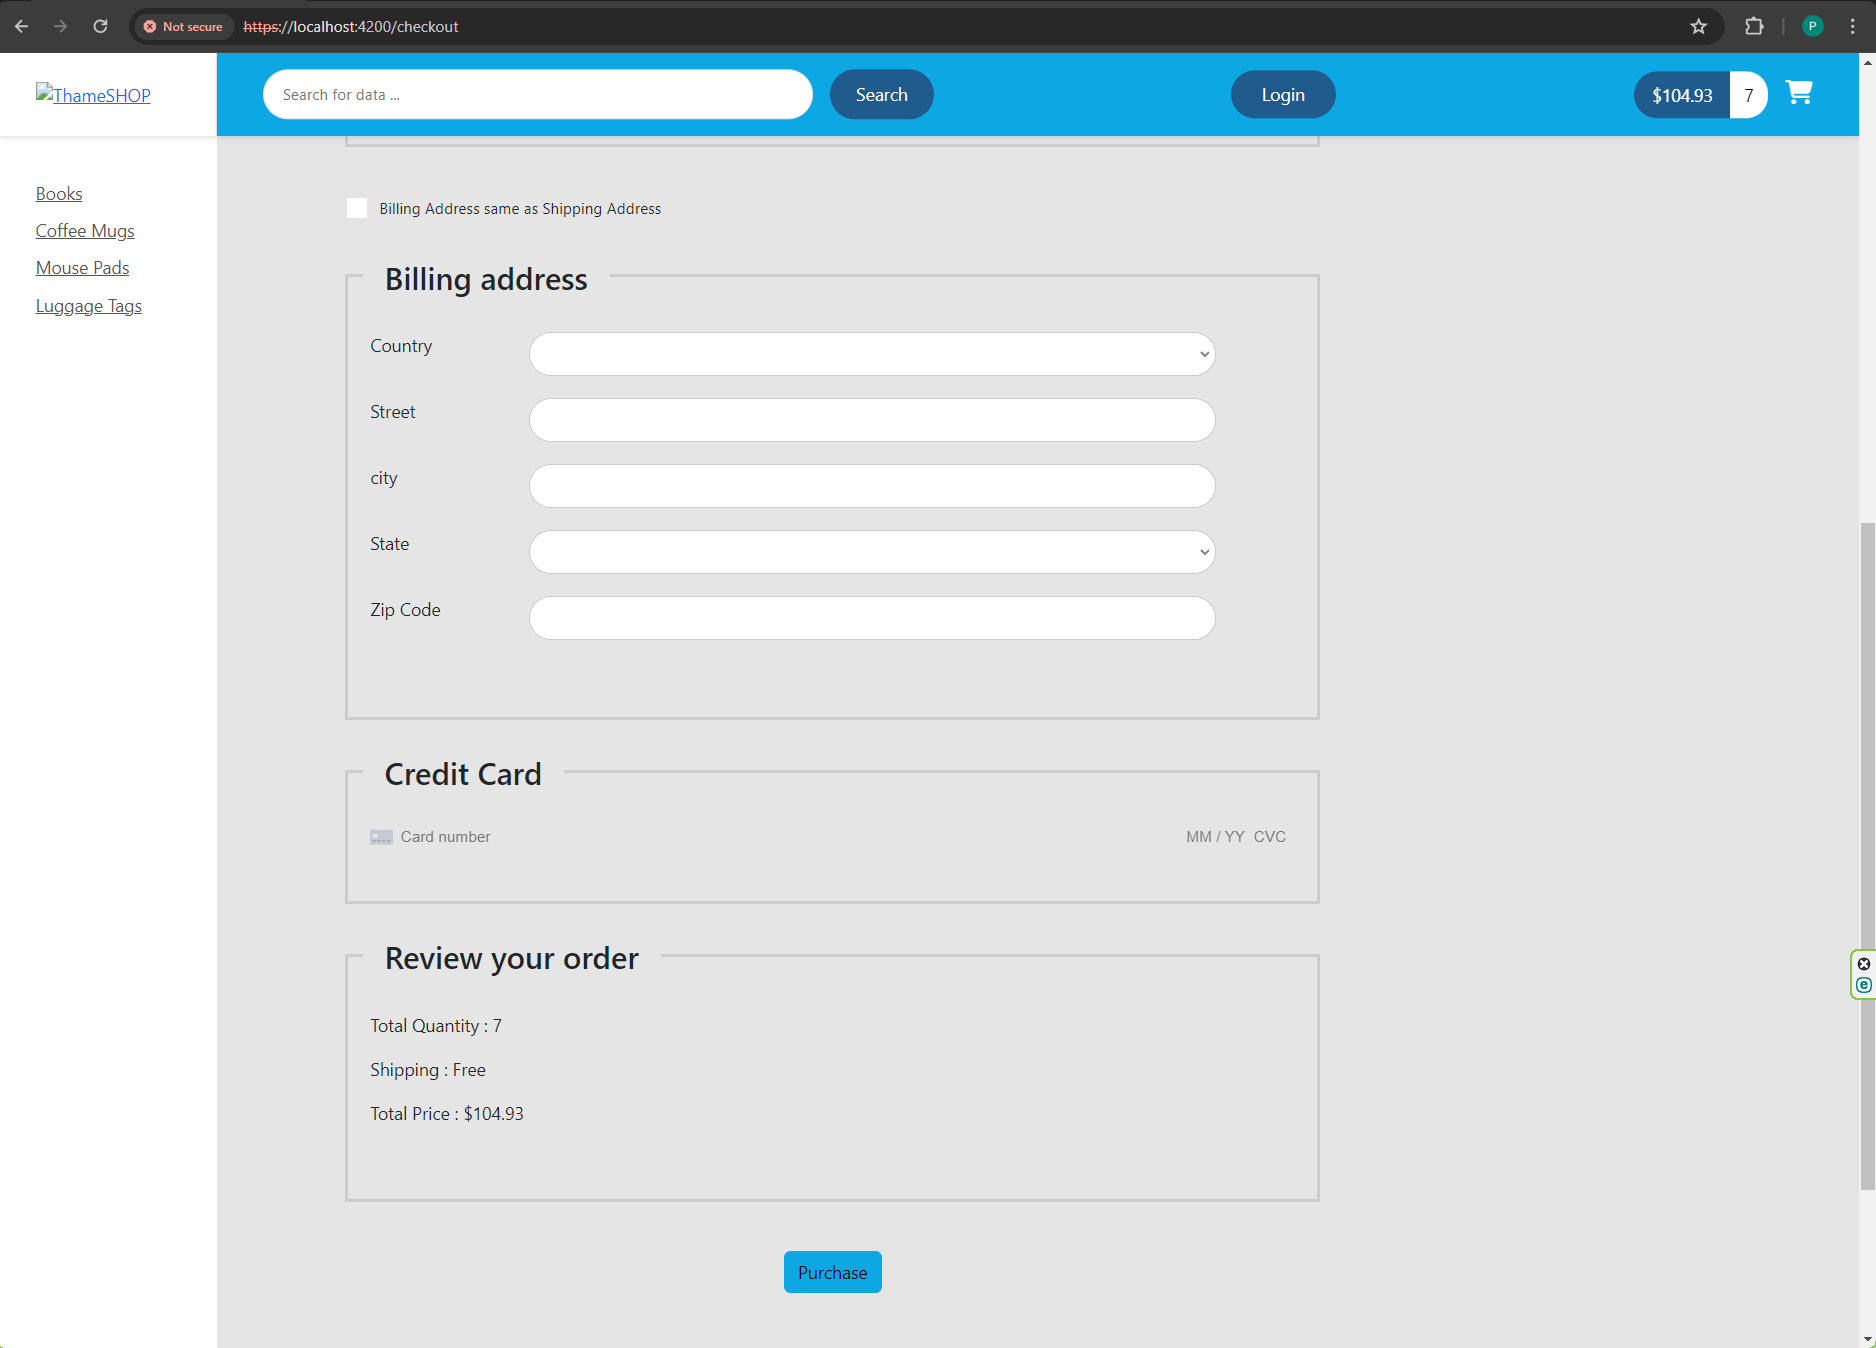 Not secure https://localhost:4200/checkout P
ThameSHOP
Search for data ... Search Login $104.93 7
Books
Coffee Mugs
Mouse Pads
Luggage Tags
Billing Address same as Shipping Address
Billing address
Country
Street
city
State
Zip Code
Credit Card
Card number MM / YY CVC
Review your order
Total Quantity : 7
Shipping : Free
Total Price : $104.93
Purchase